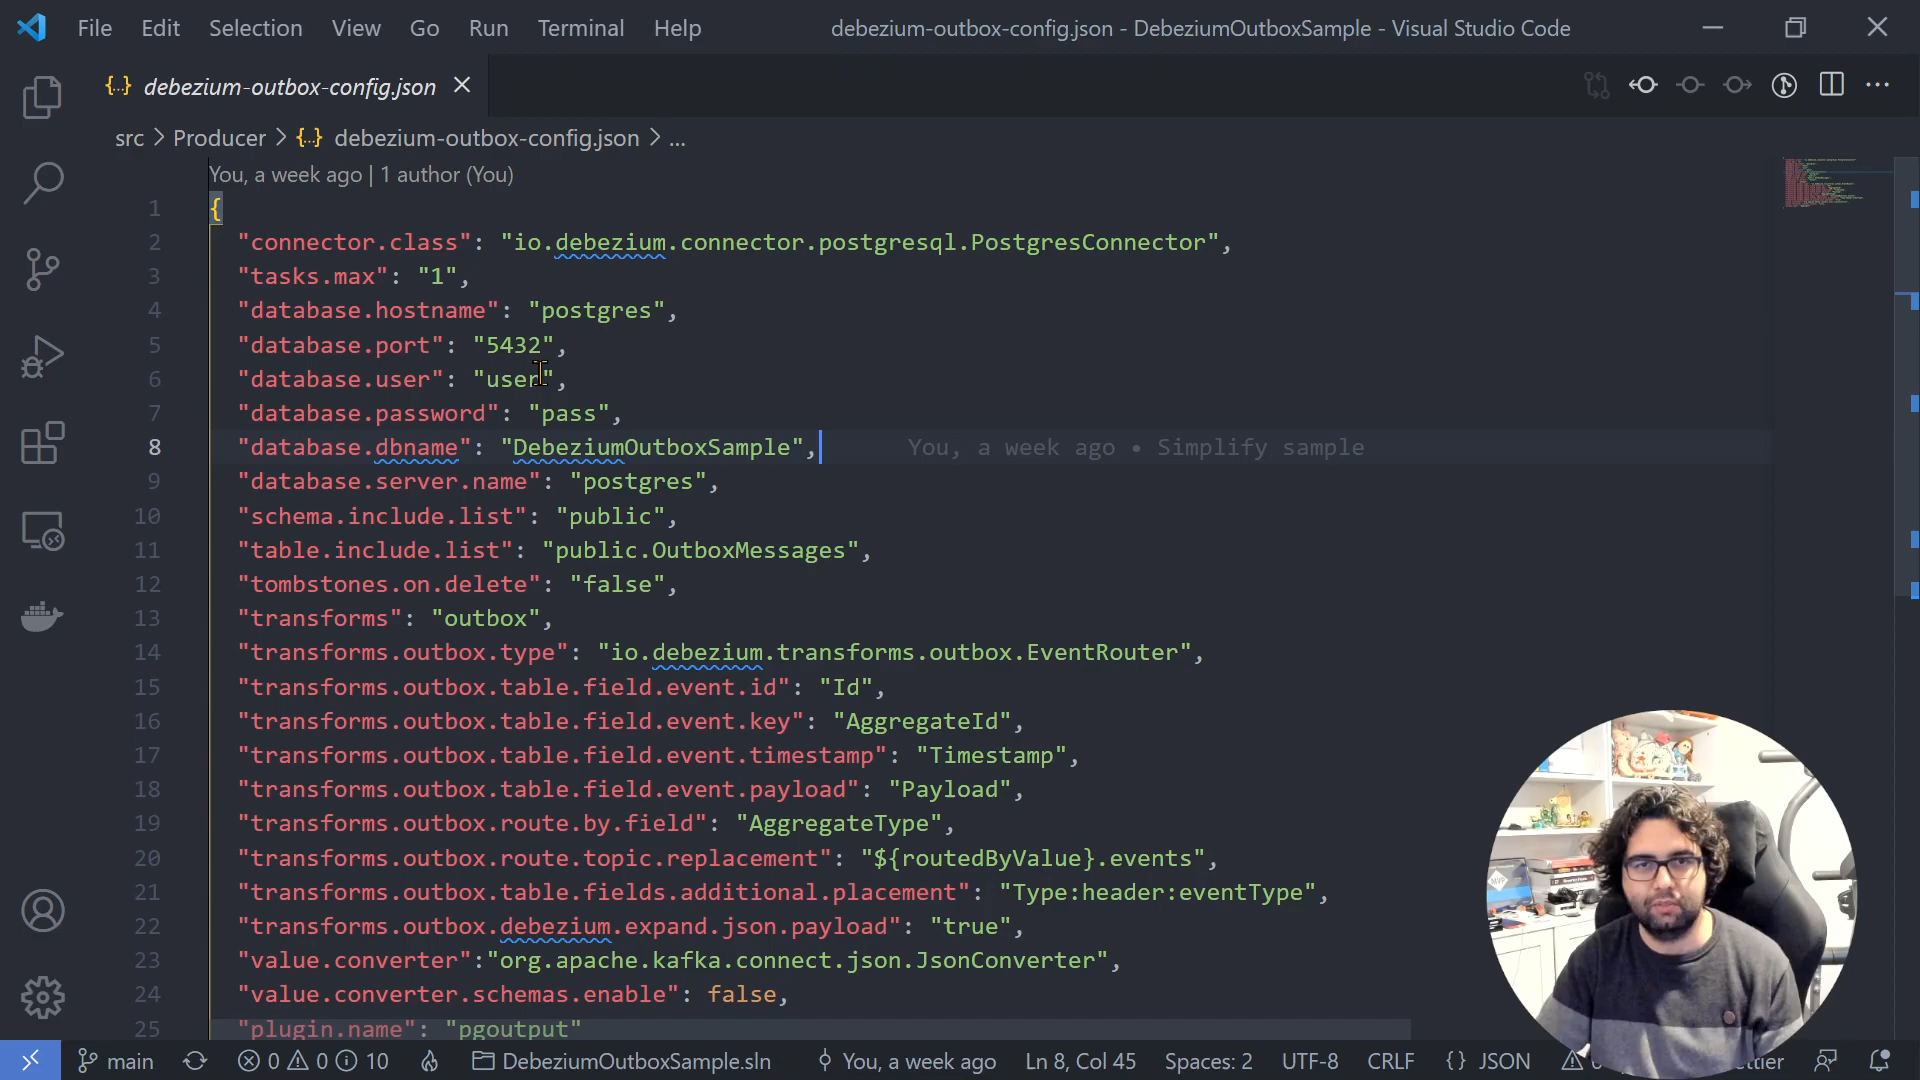 File Edit Selection View Go Run Terminal Help debezium-outbox-config.json - DebeziumOutboxSample - Visual Studio Code
{..} debezium-outbox-config.json
src > Producer > {..} debezium-outbox-config.json > ...
You, a week ago | 1 author (You)
1 {
2 "connector.class": "io.debezium.connector.postgresql.PostgresConnector",
3 "tasks.max": "1",
4 "database.hostname": "postgres",
5 "database.port": "5432",
6 "database.user": "user",
7 "database.password": "pass",
8 "database.dbname": "DebeziumOutboxSample", You, a week ago • Simplify sample
9 "database.server.name": "postgres",
10 "schema.include.list": "public",
11 "table.include.list": "public.OutboxMessages",
12 "tombstones.on.delete": "false",
13 "transforms": "outbox",
14 "transforms.outbox.type": "io.debezium.transforms.outbox.EventRouter",
15 "transforms.outbox.table.field.event.id": "Id",
16 "transforms.outbox.table.field.event.key": "AggregateId",
17 "transforms.outbox.table.field.event.timestamp": "Timestamp",
18 "transforms.outbox.table.field.event.payload": "Payload",
19 "transforms.outbox.route.by.field": "AggregateType",
20 "transforms.outbox.route.topic.replacement": "${routedByValue}.events",
21 "transforms.outbox.table.fields.additional.placement": "Type:header:eventType",
22 "transforms.outbox.debezium.expand.json.payload": "true",
23 "value.converter":"org.apache.kafka.connect.json.JsonConverter",
24 "value.converter.schemas.enable": false,
25 "plugin.name": "pgoutput"
main 0 0 10 DebeziumOutboxSample.sln You, a week ago Ln 8, Col 45 Spaces: 2 UTF-8 CRLF {} JSON